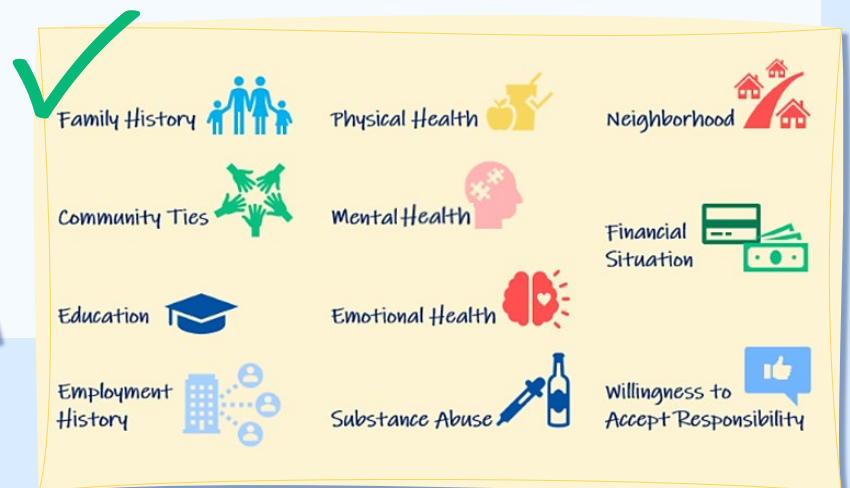 Family History
Physical Health
Neighborhood
Community Ties
Mental Health
Financial
Situation
Education
Emotional Health
Employment
History
Substance Abuse
Willingness to
Accept Responsibility